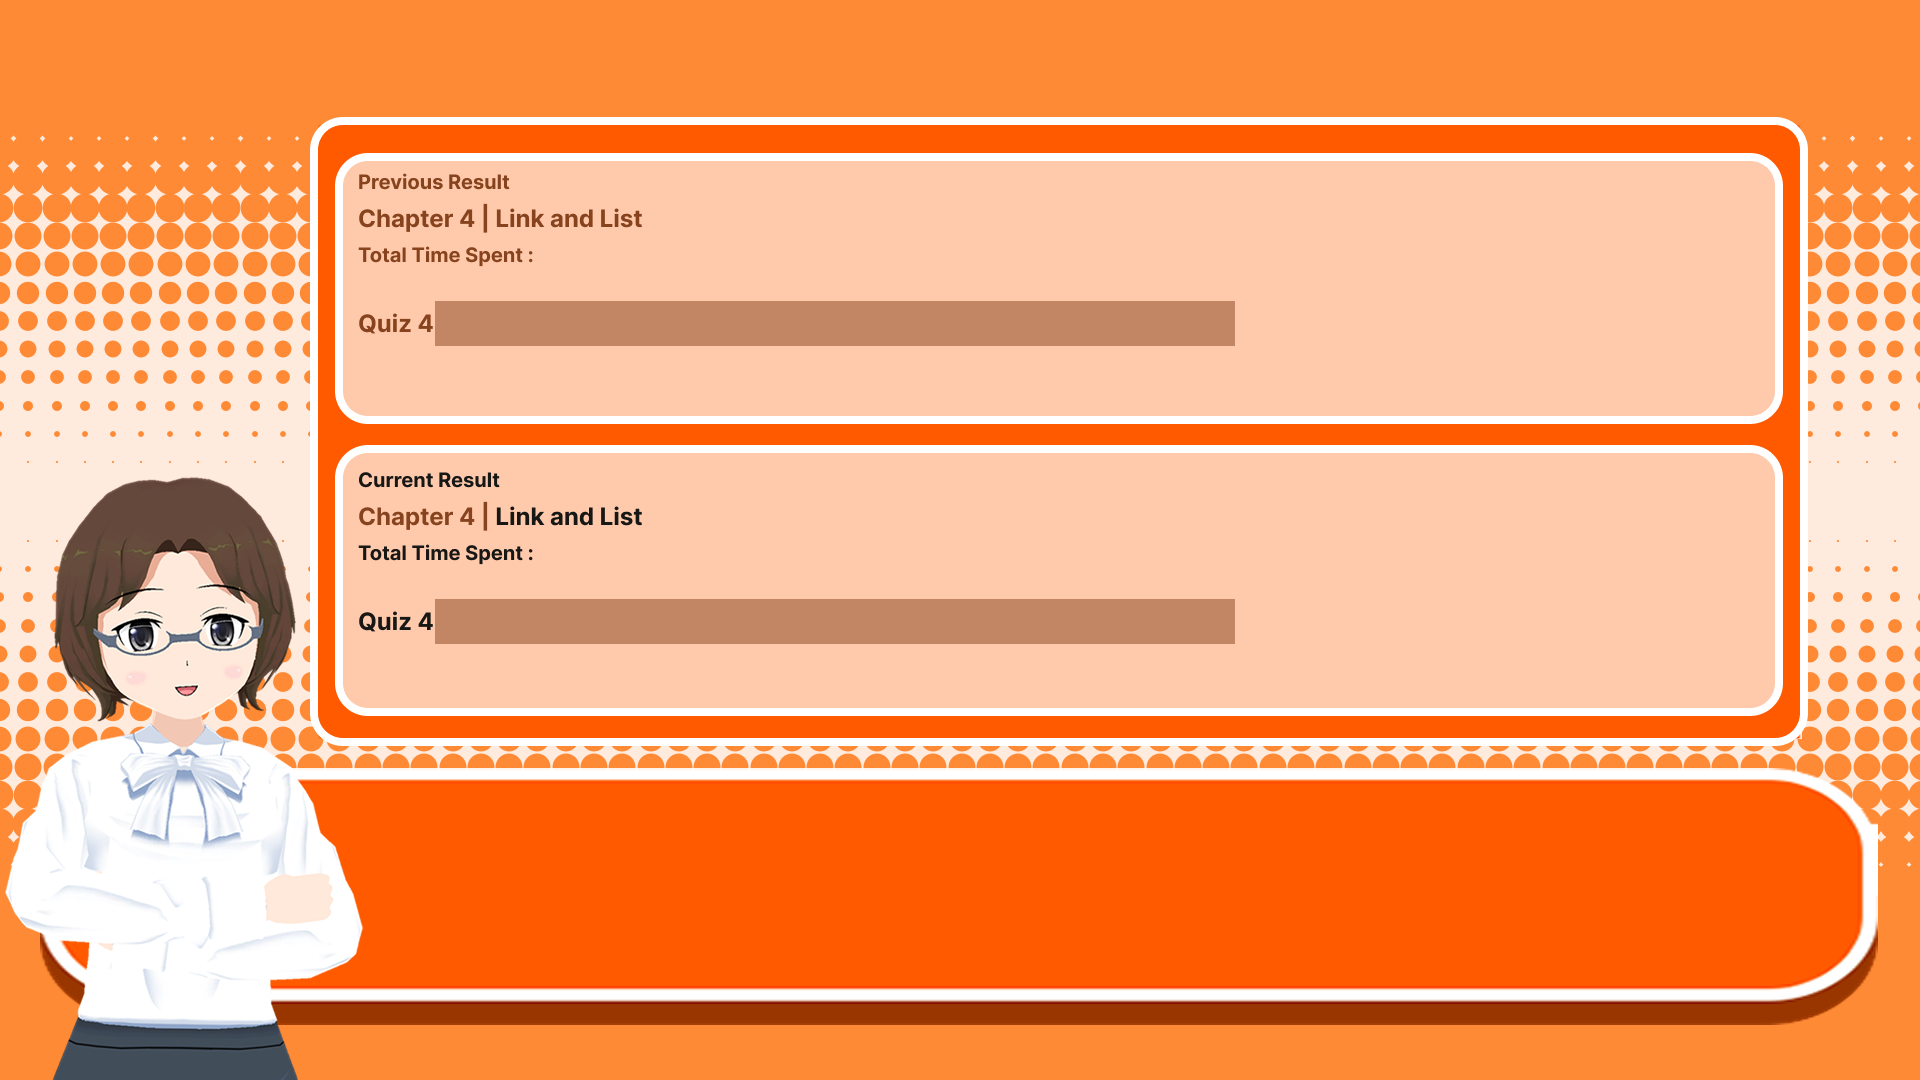 Previous Result
Chapter 4 | Link and List
Total Time Spent :
Quiz 4
Current Result
Chapter 4 | Link and List
Total Time Spent :
Quiz 4